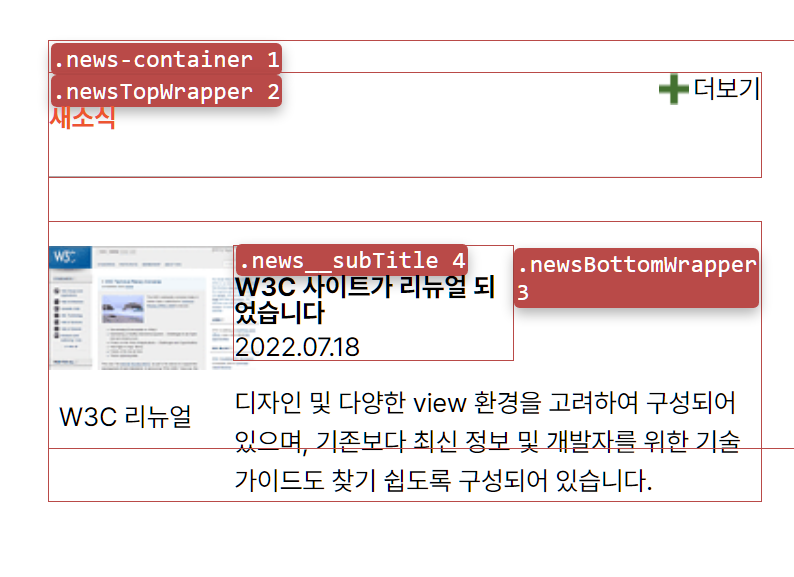 .news-container 1
.newsTopWrapper 2
더보기
새소식
W3C
.news__subTitle 4
.newsBottomWrapper
3
W3C 사이트가 리뉴얼 되
었습니다
2022.07.18
W3C 리뉴얼
디자인 및 다양한 view 환경을 고려하여 구성되어
있으며, 기존보다 최신 정보 및 개발자를 위한 기술
가이드도 찾기 쉽도록 구성되어 있습니다.